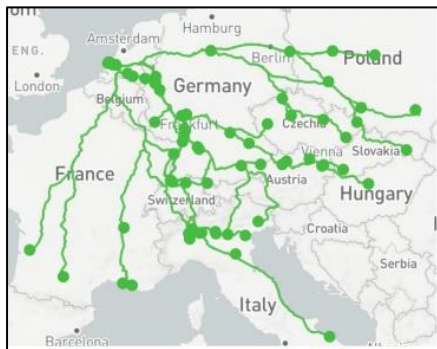 om
Hamburg
Amsterdam
ENG.
Berlin
Poland
London
Germany
Belgium
Frankfurt
Czechia
France
Vienna
Slovakia
Austria
Switzerland
Hungary
Croatia
Serbia
Italy
Barcelona